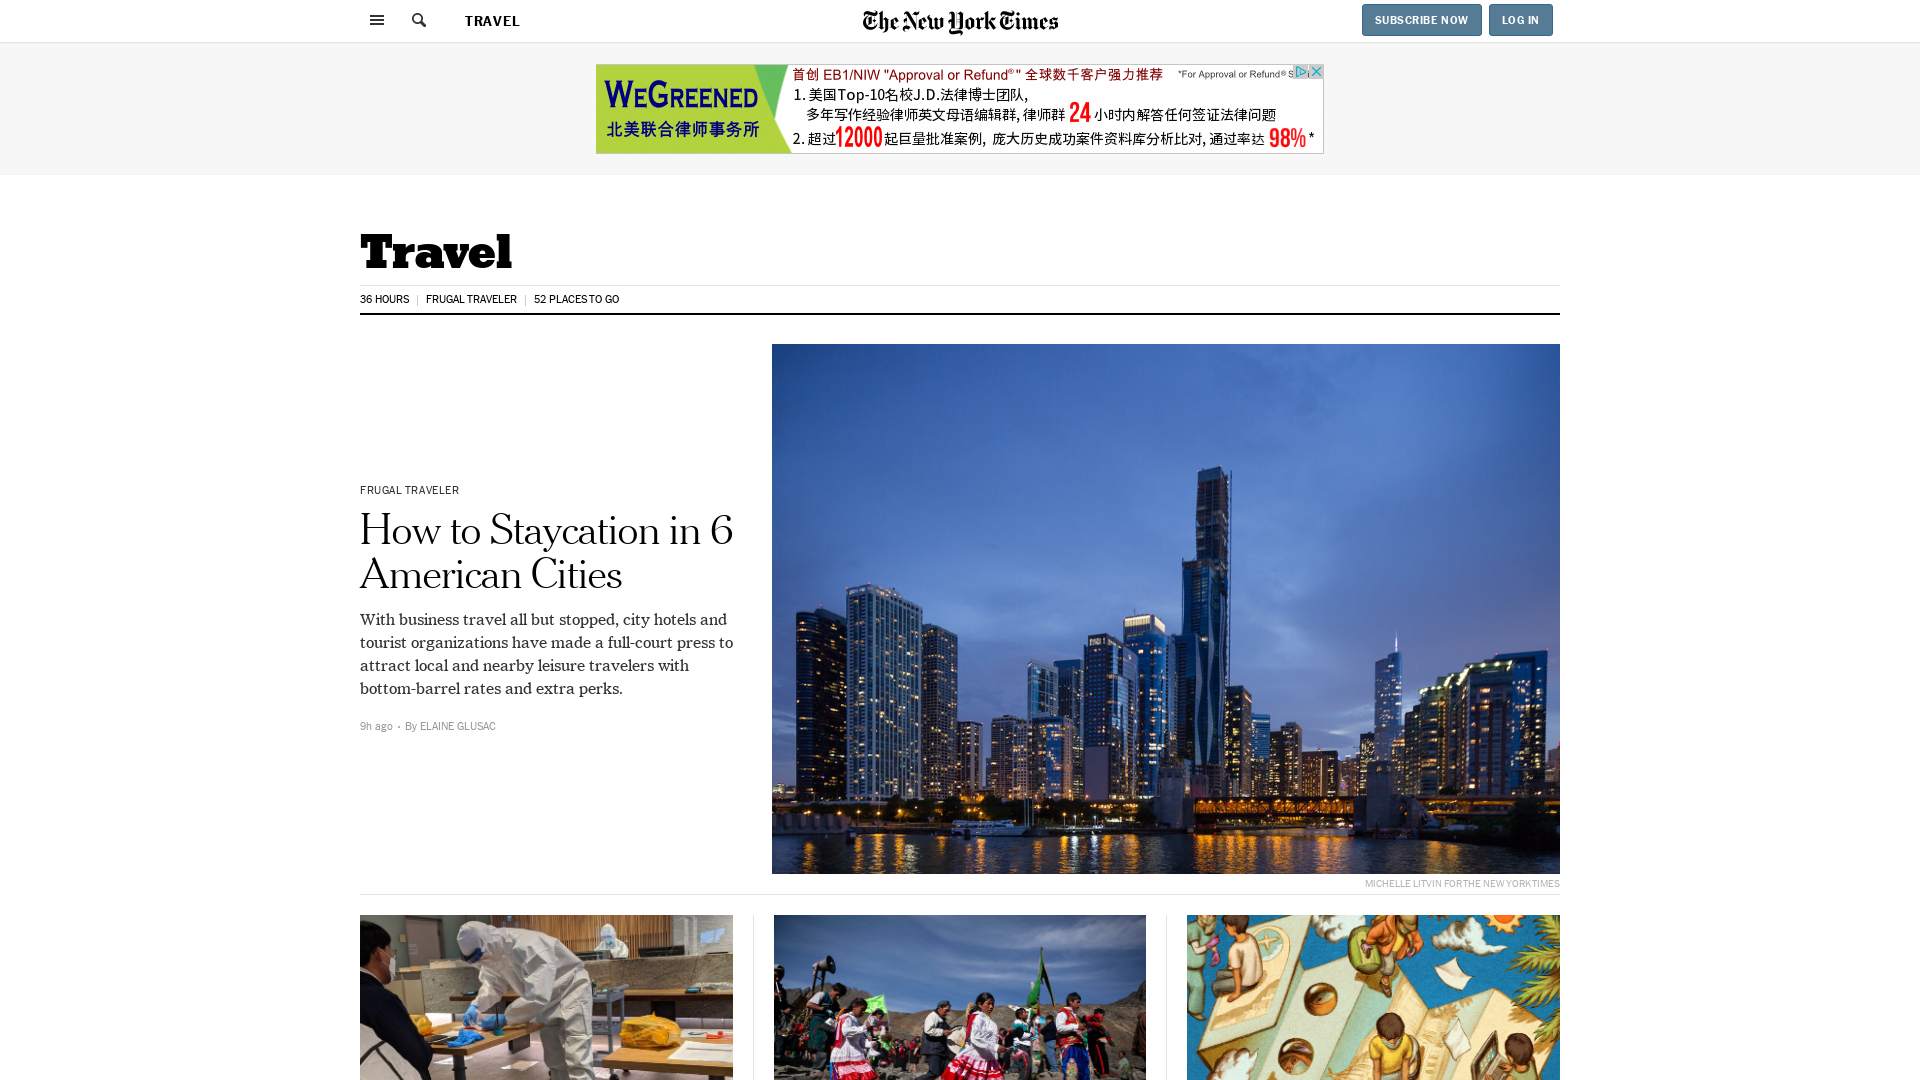 TRAVEL
The New York Times
SUBSCRIBE NOW
LOG IN
WEGREENED
北美联合律师事务所
首创 EB1/NIW "Approval or Refund®" 全球数千客户强力推荐
*For Approval or Refund®
1. 美国Top-10名校J.D.法律博士团队,
多年写作经验律师英文母语编辑群, 律师群 24 小时内解答任何签证法律问题
2. 超过12000起巨量批准案例, 庞大历史成功案件资料库分析比对, 通过率达 98% *
Travel
36 HOURS
FRUGAL TRAVELER
52 PLACES TO GO
FRUGAL TRAVELER
How to Staycation in 6
American Cities
With business travel all but stopped, city hotels and
tourist organizations have made a full-court press to
attract local and nearby leisure travelers with
bottom-barrel rates and extra perks.
9h ago • By ELAINE GLUSAC
MICHELLE LITVIN FOR THE NEW YORK TIMES